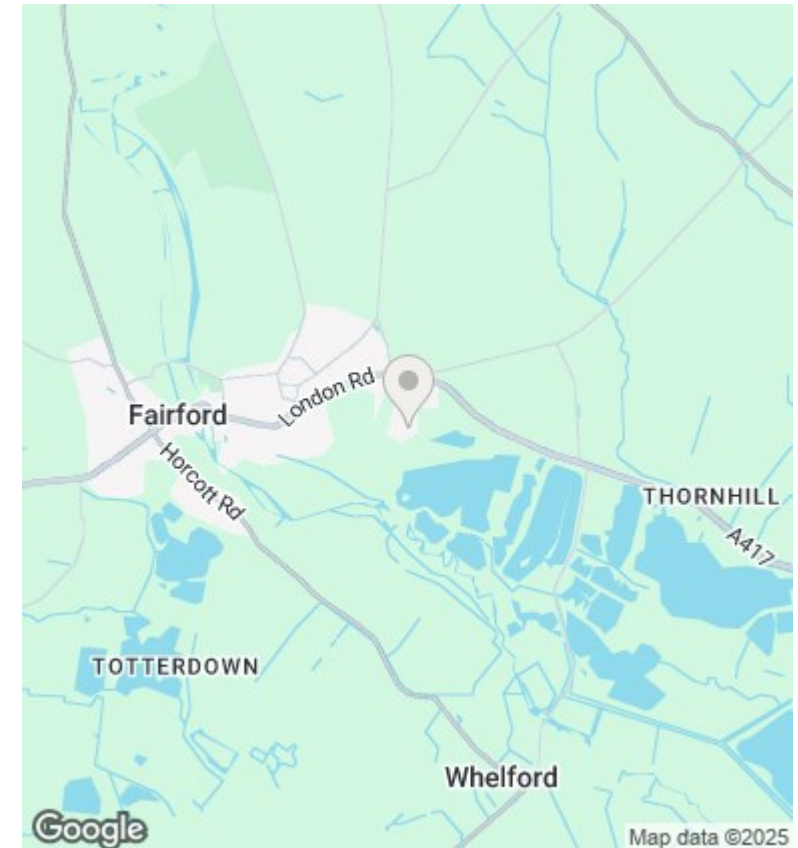 London Rd
Fairford
Horcott Rd
THORNHILL
A417
TOTTERDOWN
Whelford
Google
Map data ©2025